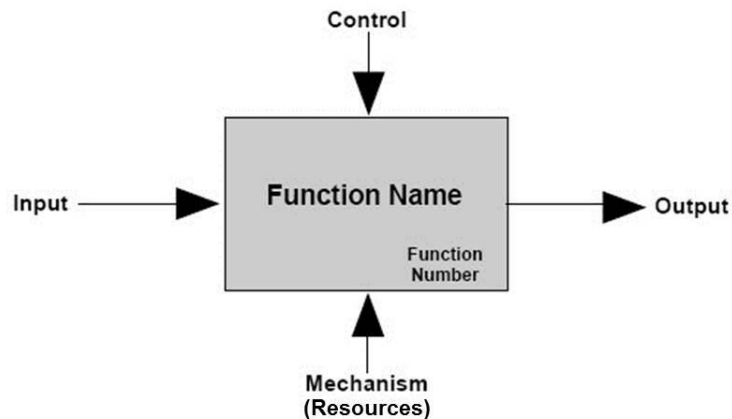 Control
Input
Function Name
Output
Function
Number
Mechanism
(Resources)